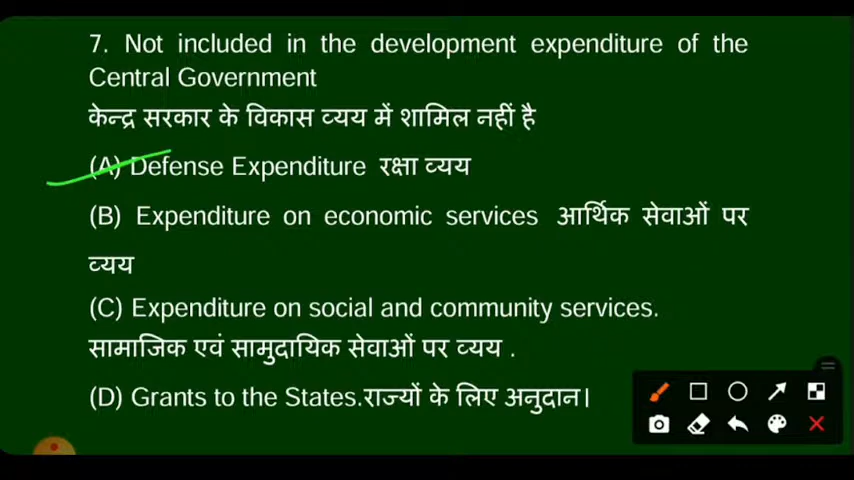 7. Not included in the development expenditure of the
Central Government
केन्द्र सरकार के विकास व्यय में शामिल नहीं है
(A) Defense Expenditure रक्षा व्यय
(B) Expenditure on economic services आर्थिक सेवाओं पर
व्यय
(C) Expenditure on social and community services.
सामाजिक एवं सामुदायिक सेवाओं पर व्यय .
(D) Grants to the States.राज्यों के लिए अनुदान।